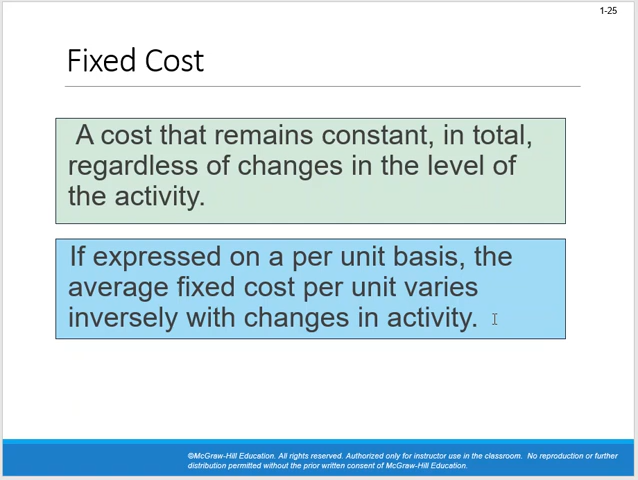 1-25
Fixed Cost
A cost that remains constant, in total,
regardless of changes in the level of
the activity.
If expressed on a per unit basis, the
average fixed cost per unit varies
inversely with changes in activity.
©McGraw-Hill Education. All rights reserved. Authorized only for instructor use in the classroom.  No reproduction or further
distribution permitted without the prior written consent of McGraw-Hill Education.